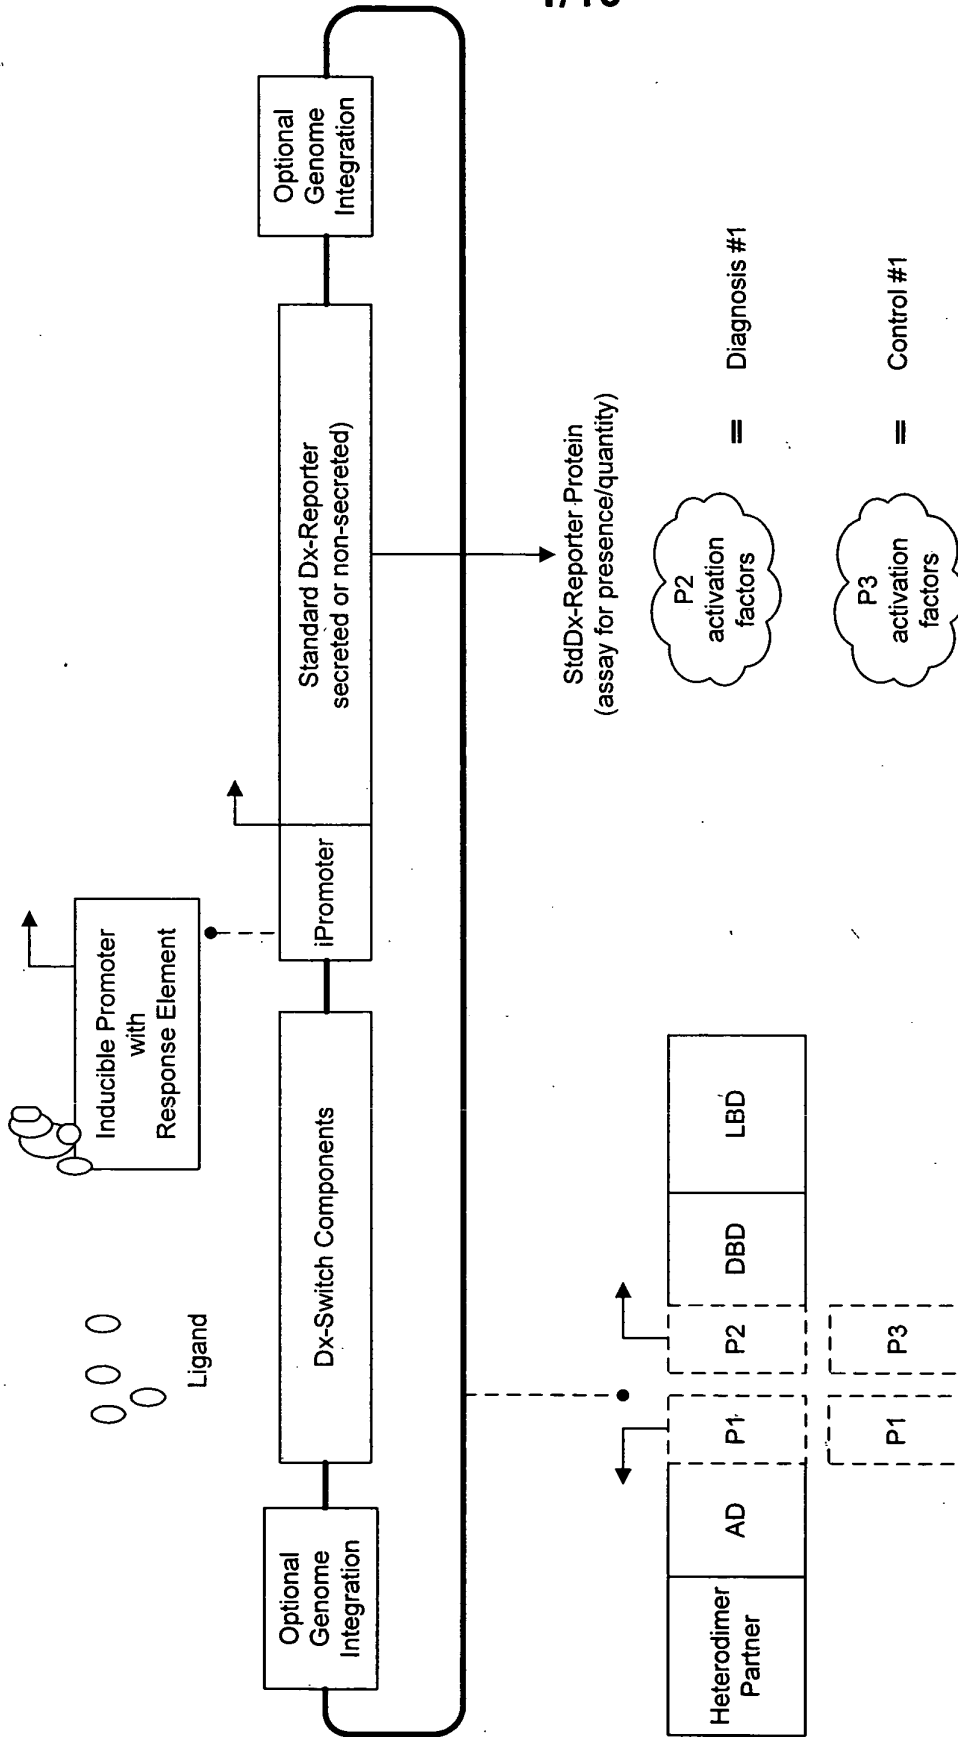 Inducible Promoter
with
Response Element
Ligand
Optional
Genome
Integration
Dx-Switch Components
iPromoter
Standard Dx-Reporter
secreted or non-secreted)
Optional
Genome
Integration
StdDx-Reporter Protein
(assay for presence/quantity)
Heterodimer
Partner
AD
P1
P2
DBD
LBD
P2
activation
factors
=
Diagnosis #1
P1
P3
P3
activation
factors
=
Control #1